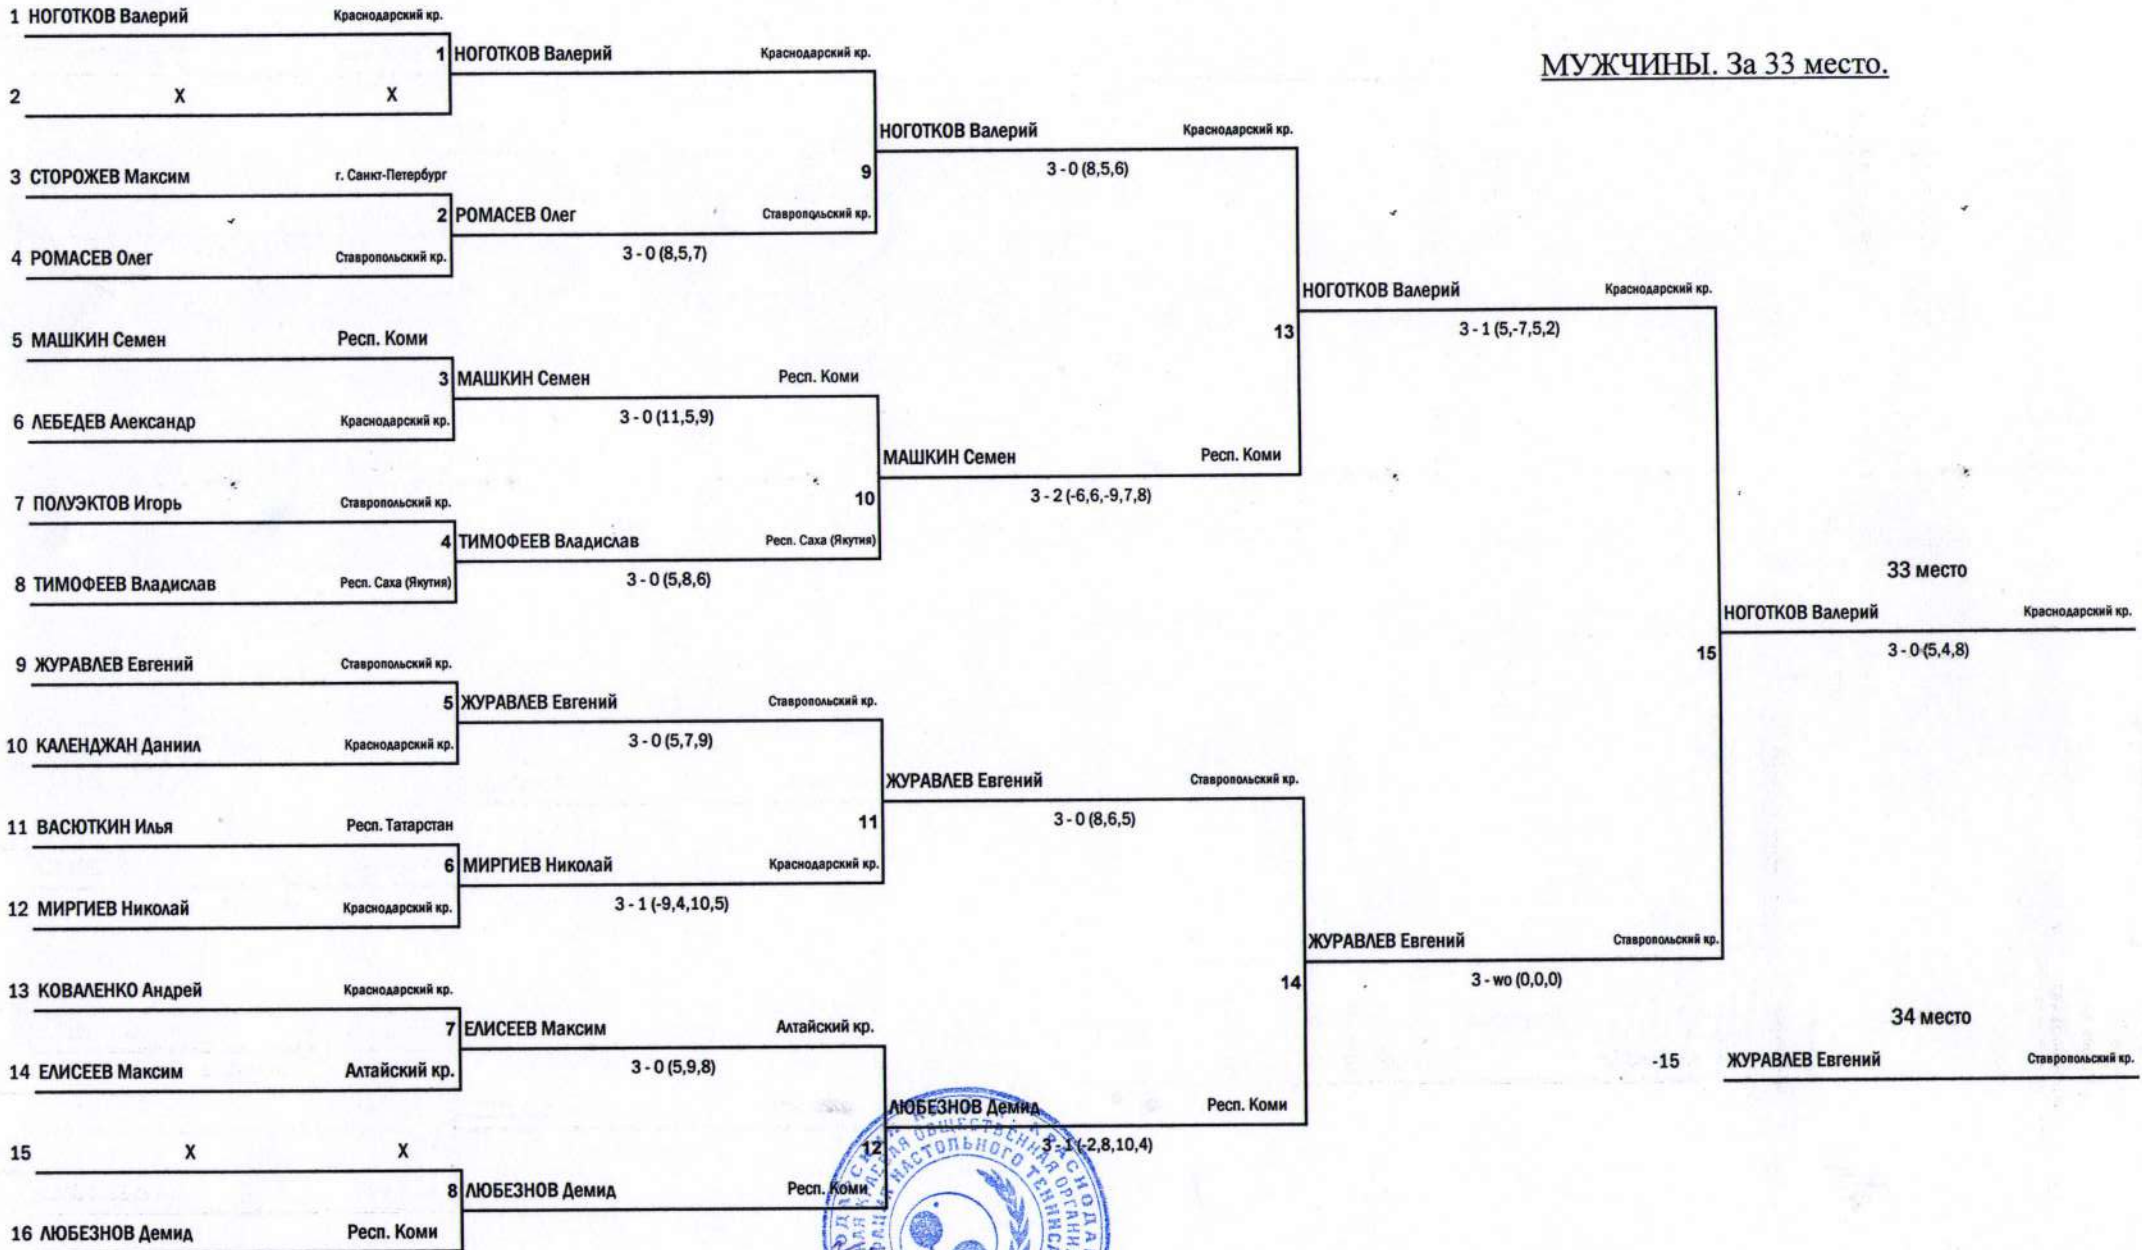 МУЖЧИНЫ. За 33 место.
1 НОГОТКОВ Валерий Краснодарский кр.
1 НОГОТКОВ Валерий Краснодарский кр.
2 X X
НОГОТКОВ Валерий Краснодарский кр.
9 3 - 0 (8,5,6)
3 СТОРОЖЕВ Максим г. Санкт-Петербург
2 РОМАСЕВ Олег Ставропольский кр.
3 - 0 (8,5,7)
4 РОМАСЕВ Олег Ставропольский кр.
НОГОТКОВ Валерий Краснодарский кр.
13 3 - 1 (5,-7,5,2)
5 МАШКИН Семен Респ. Коми
3 МАШКИН Семен Респ. Коми
3 - 0 (11,5,9)
6 ЛЕБЕДЕВ Александр Краснодарский кр.
МАШКИН Семен Респ. Коми
10 3 - 2 (-6,6,-9,7,8)
7 ПОЛУЭКТОВ Игорь Ставропольский кр.
4 ТИМОФЕЕВ Владислав Респ. Саха (Якутия)
3 - 0 (5,8,6)
8 ТИМОФЕЕВ Владислав Респ. Саха (Якутия)
33 место
НОГОТКОВ Валерий Краснодарский кр.
15 3 - 0 (5,4,8)
9 ЖУРАВЛЕВ Евгений Ставропольский кр.
5 ЖУРАВЛЕВ Евгений Ставропольский кр.
3 - 0 (5,7,9)
10 КАЛЕНДЖАН Даниил Краснодарский кр.
ЖУРАВЛЕВ Евгений Ставропольский кр.
11 3 - 0 (8,6,5)
11 ВАСЮТКИН Илья Респ. Татарстан
6 МИРГИЕВ Николай Краснодарский кр.
3 - 1 (-9,4,10,5)
12 МИРГИЕВ Николай Краснодарский кр.
ЖУРАВЛЕВ Евгений Ставропольский кр.
14 3 - wo (0,0,0)
13 КОВАЛЕНКО Андрей Краснодарский кр.
7 ЕЛИСЕЕВ Максим Алтайский кр.
3 - 0 (5,9,8)
14 ЕЛИСЕЕВ Максим Алтайский кр.
34 место
-15 ЖУРАВЛЕВ Евгений Ставропольский кр.
ЛЮБЕЗНОВ Демид Респ. Коми
12 3 - 1 (-2,8,10,4)
15 X X
8 ЛЮБЕЗНОВ Демид Респ. Коми
16 ЛЮБЕЗНОВ Демид Респ. Коми
ОБЩЕСТВЕННАЯ
НАСТОЛЬНОГО ТЕННИСА